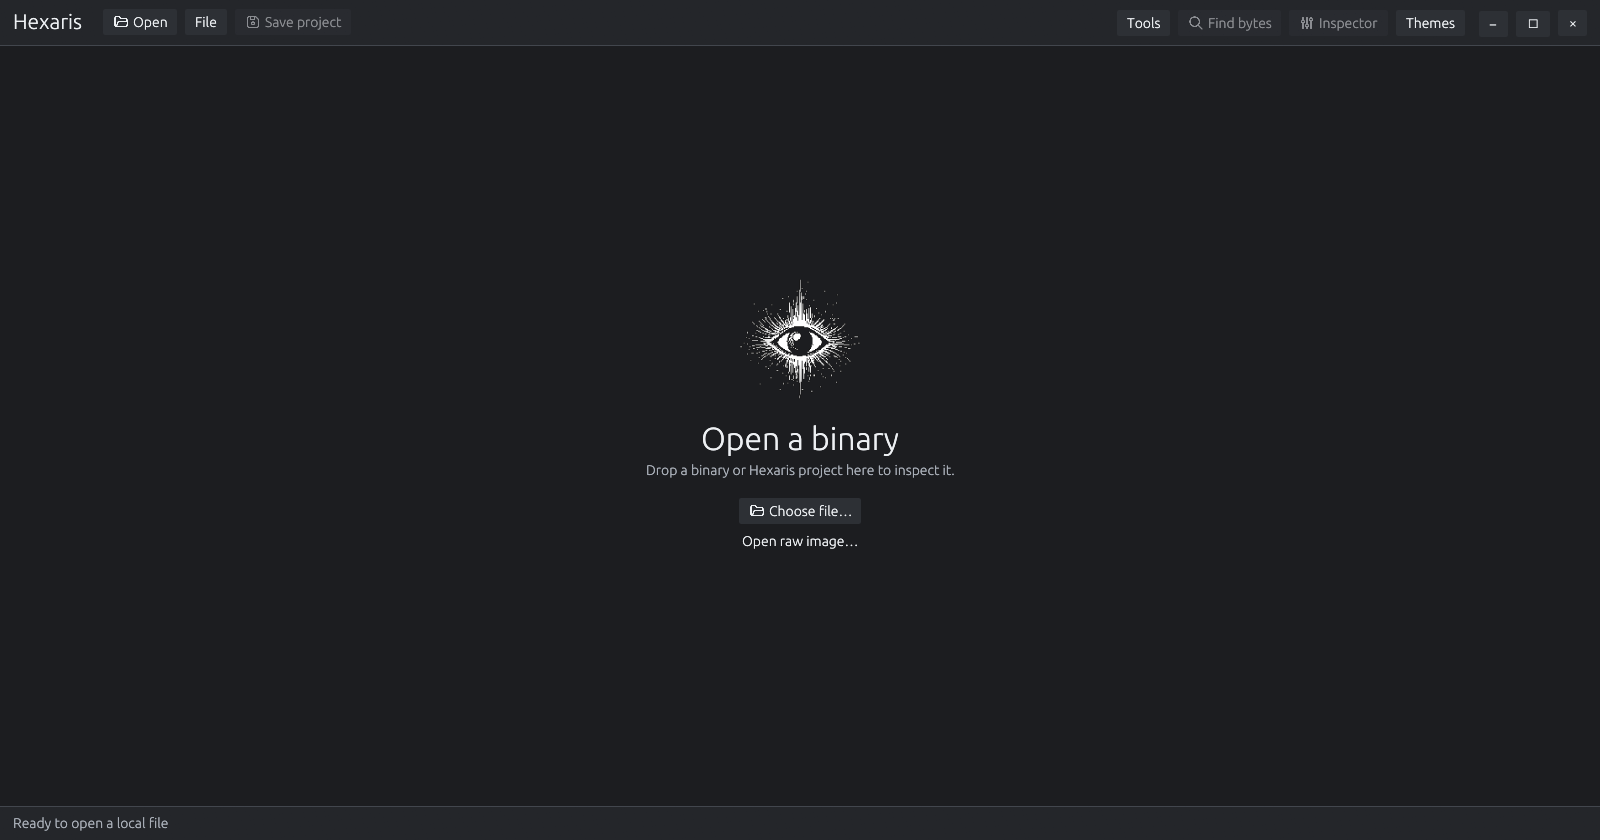 Hexaris Open File Save project Tools Find bytes Inspector Themes
Open a binary
Drop a binary or Hexaris project here to inspect it.
Choose file...
Open raw image...
Ready to open a local file